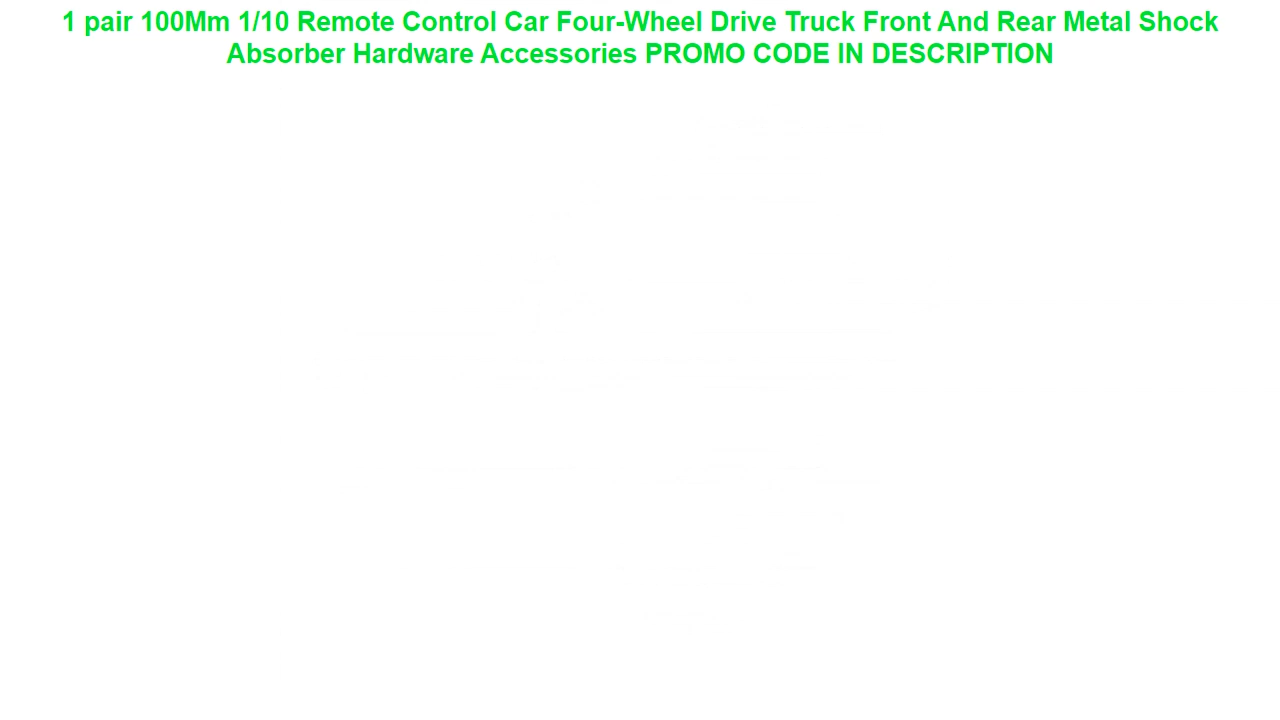 1 pair 100Mm 1/10 Remote Control Car Four-Wheel Drive Truck Front And Rear Metal Shock
Absorber Hardware Accessories PROMO CODE IN DESCRIPTION